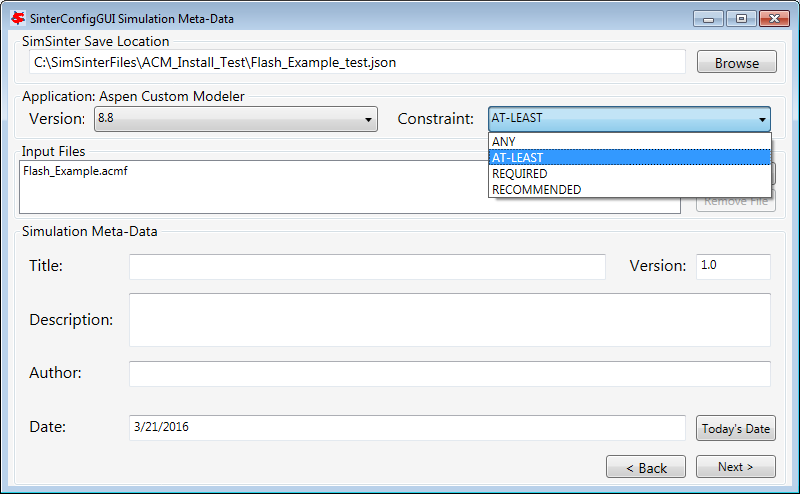 SinterConfigGUI Simulation Meta-Data
SimSinter Save Location
C:\SimSinterFiles\ACM_Install_Test\Flash_Example_test.json
Browse
Application: Aspen Custom Modeler
Version: 8.8 Constraint: AT-LEAST
ANY
AT-LEAST
REQUIRED
RECOMMENDED
Input Files
Flash_Example.acmf
Remove File
Simulation Meta-Data
Title: Version: 1.0
Description:
Author:
Date: 3/21/2016 Today's Date
< Back Next >